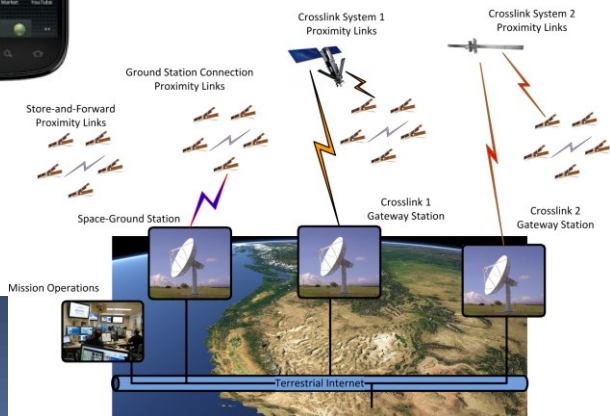 Market
YouTube
Crosslink System 1
Proximity Links
Crosslink System 2
Proximity Links
Ground Station Connection
Proximity Links
Store-and-Forward
Proximity Links
Space-Ground Station
Crosslink 1
Gateway Station
Crosslink 2
Gateway Station
Mission Operations
Terrestrial Internet